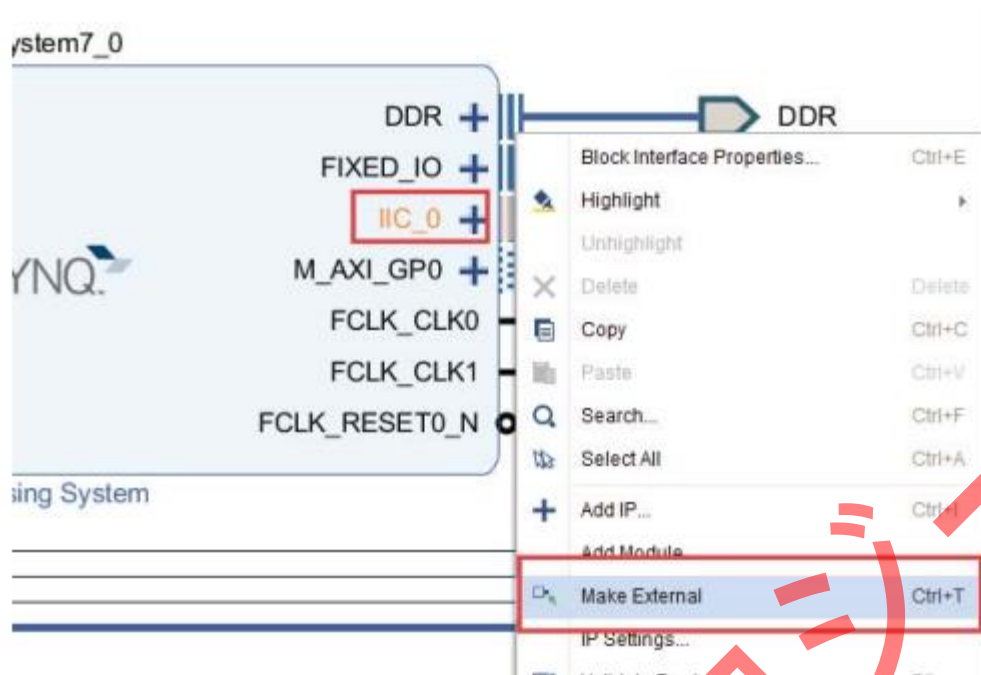 ystem7_0
DDR
DDR
FIXED_IO
IIC_0
YNQ
M_AXI_GP0
FCLK_CLK0
FCLK_CLK1
FCLK_RESET0_N
sing System
Block Interface Properties... Ctrl+E
Highlight
Unhighlight
Delete Delete
Copy Ctrl+C
Paste Ctrl+V
Search... Ctrl+F
Select All Ctrl+A
Add IP... Ctrl+I
Add Module
Make External Ctrl+T
IP Settings...